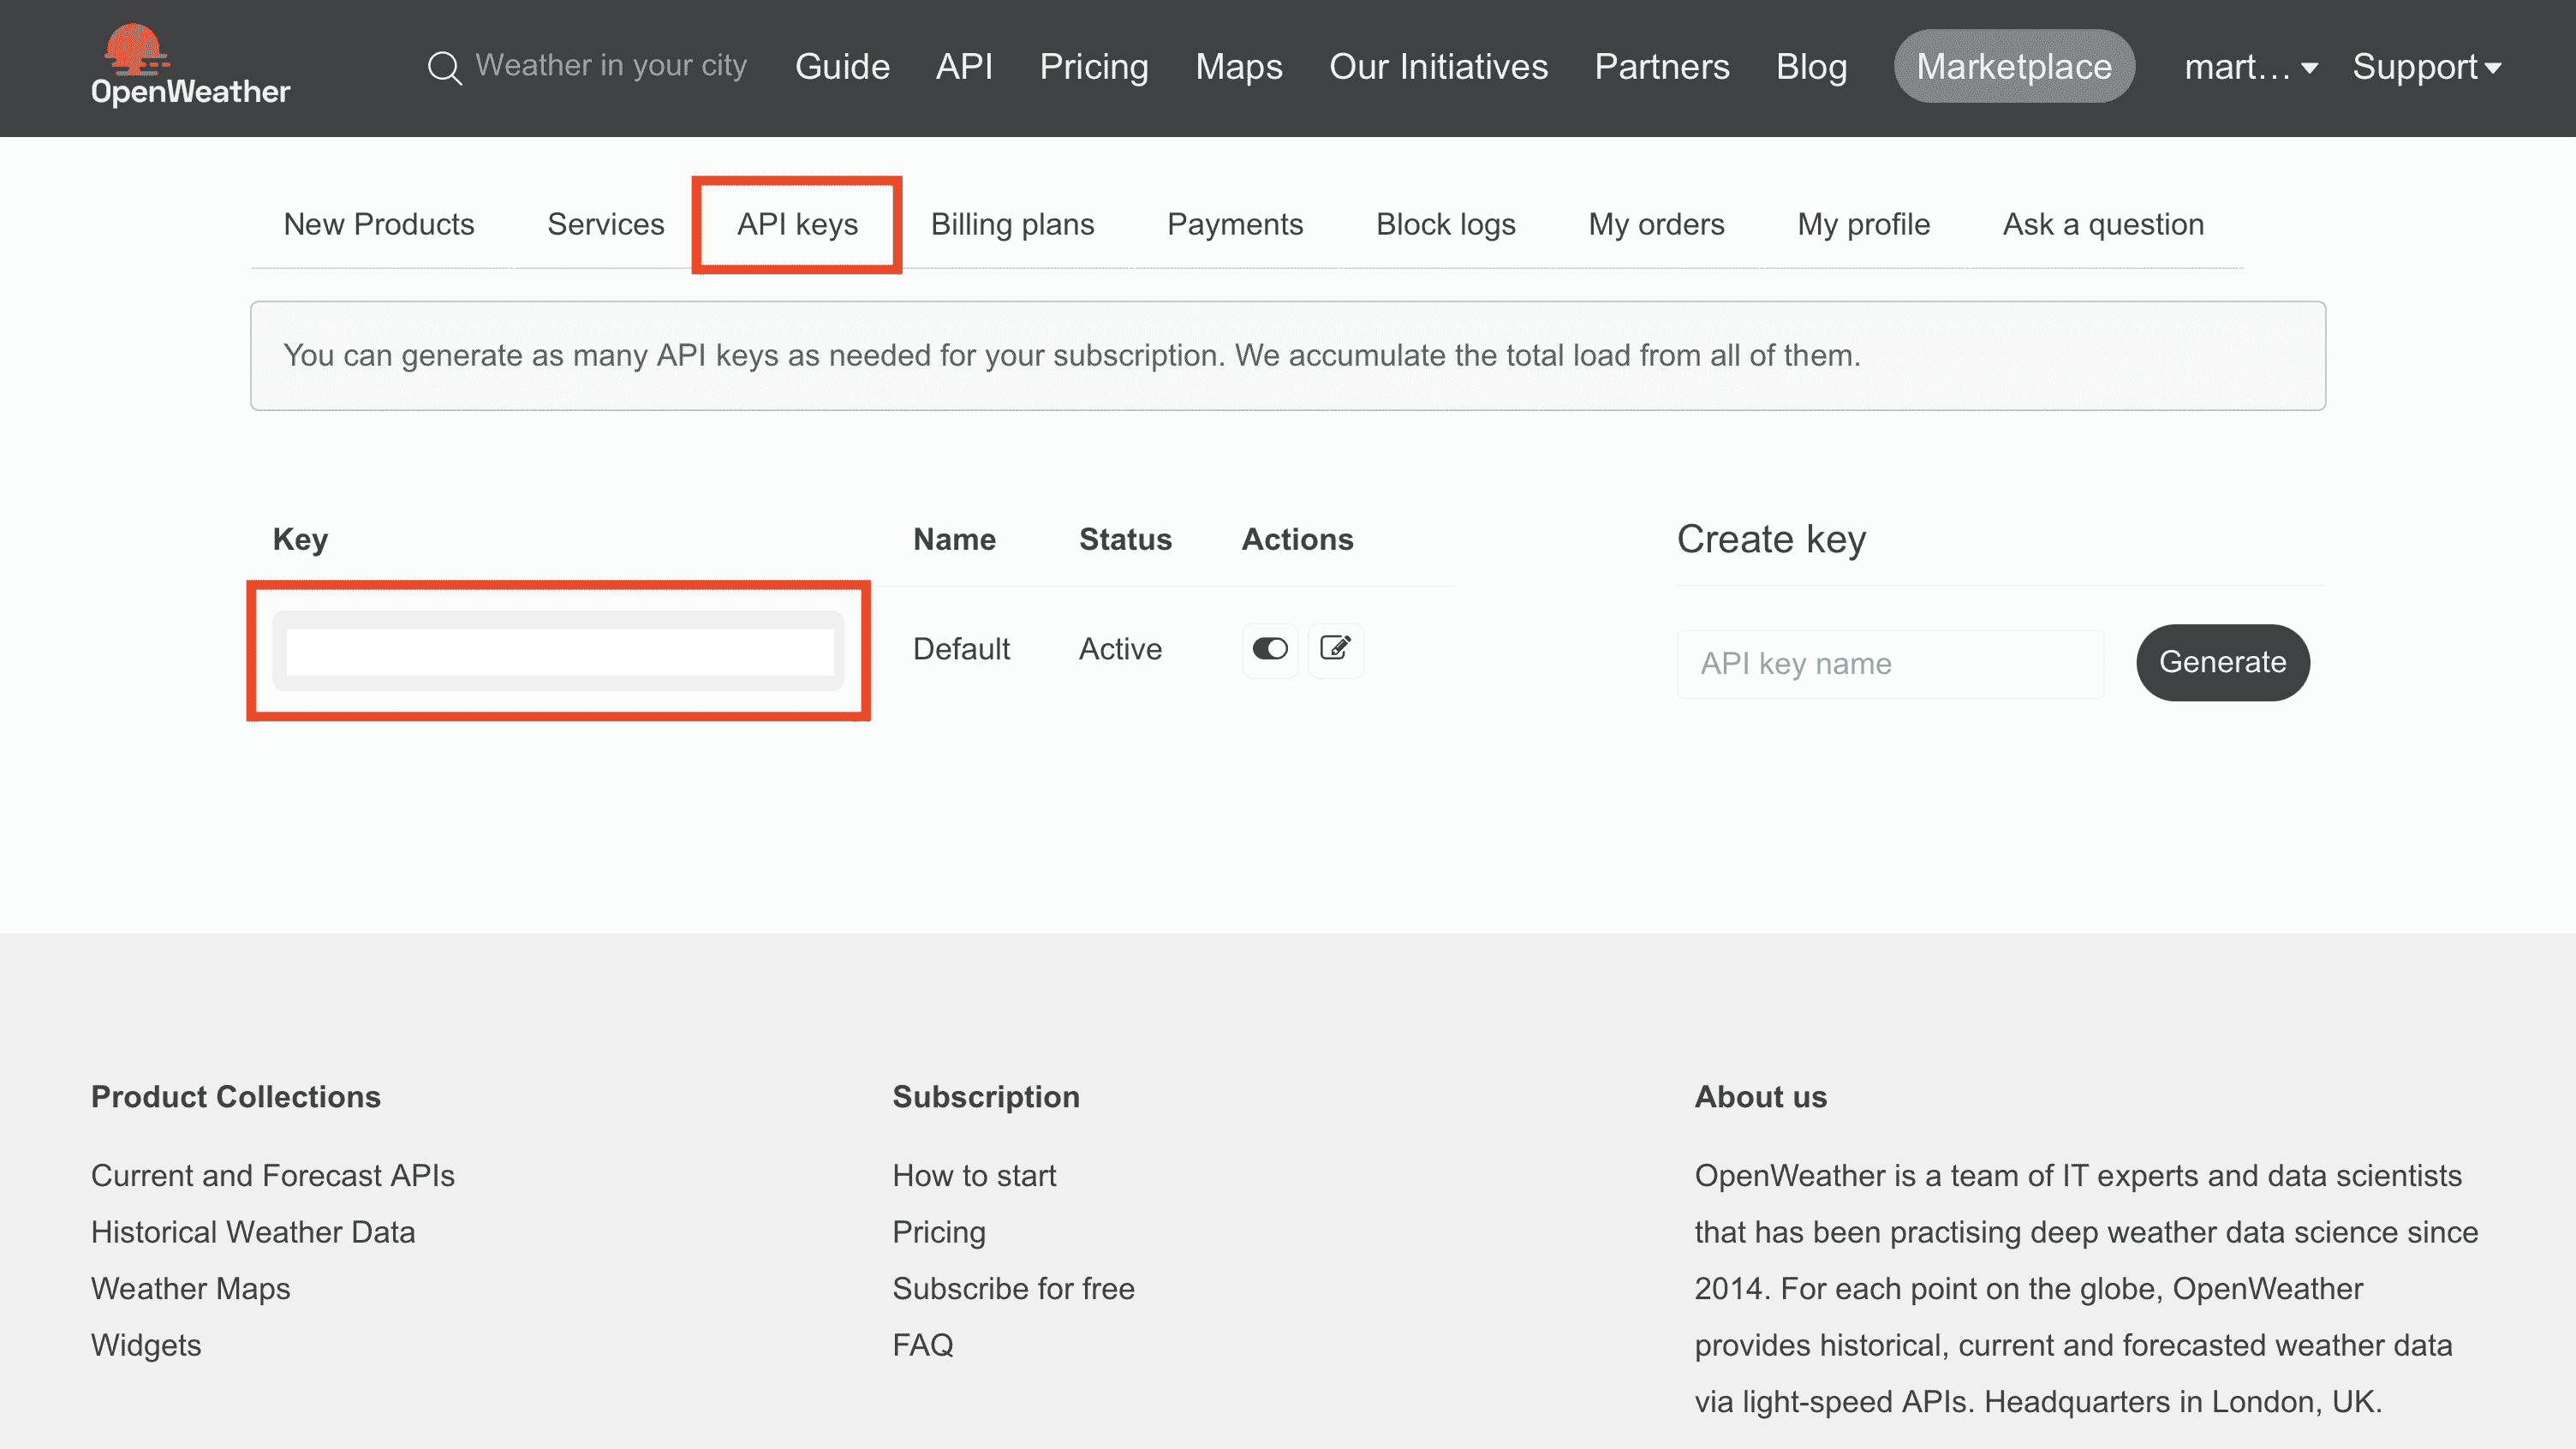 OpenWeather
Weather in your city Guide API Pricing Maps Our Initiatives Partners Blog Marketplace mart... Support
New Products Services API keys Billing plans Payments Block logs My orders My profile Ask a question
You can generate as many API keys as needed for your subscription. We accumulate the total load from all of them.
Key Name Status Actions
Default Active
Create key
API key name Generate
Product Collections
Current and Forecast APIs
Historical Weather Data
Weather Maps
Widgets
Subscription
How to start
Pricing
Subscribe for free
FAQ
About us
OpenWeather is a team of IT experts and data scientists
that has been practising deep weather data science since
2014. For each point on the globe, OpenWeather
provides historical, current and forecasted weather data
via light-speed APIs. Headquarters in London, UK.